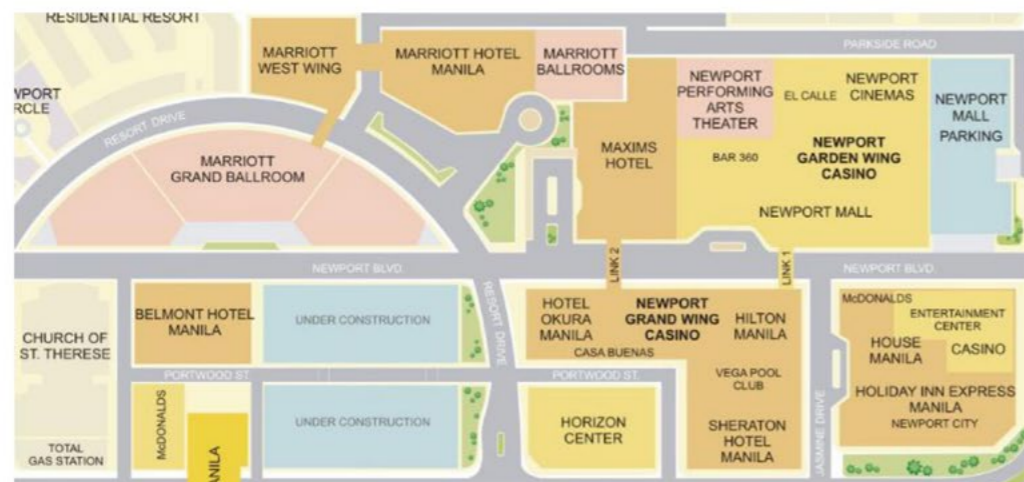 RESIDENTIAL RESORT
MARRIOTT
WEST WING
MARRIOTT HOTEL
MANILA
MARRIOTT
BALLROOMS
PARKSIDE ROAD
NEWPORT
PERFORMING
ARTS
THEATER
EL CALLE
NEWPORT
CINEMAS
NEWPORT
MALL
PARKING
RESORT DRIVE
MARRIOTT
GRAND BALLROOM
MAXIMS
HOTEL
BAR 360
NEWPORT
GARDEN WING
CASINO
NEWPORT MALL
NEWPORT BLVD.
LINK 2
LINK 1
NEWPORT BLVD.
CHURCH OF
ST. THERESE
BELMONT HOTEL
MANILA
UNDER CONSTRUCTION
RESORT DRIVE
HOTEL
OKURA
MANILA
NEWPORT
GRAND WING
CASINO
HILTON
MANILA
CASA BUENAS
McDONALDS
ENTERTAINMENT
CENTER
HOUSE
MANILA
CASINO
PORTWOOD ST.
PORTWOOD ST.
VEGA POOL
CLUB
HOLIDAY INN EXPRESS
MANILA
NEWPORT CITY
McDONALDS
UNDER CONSTRUCTION
HORIZON
CENTER
SHERATON
HOTEL
MANILA
JASMINE DRIVE
TOTAL
GAS STATION